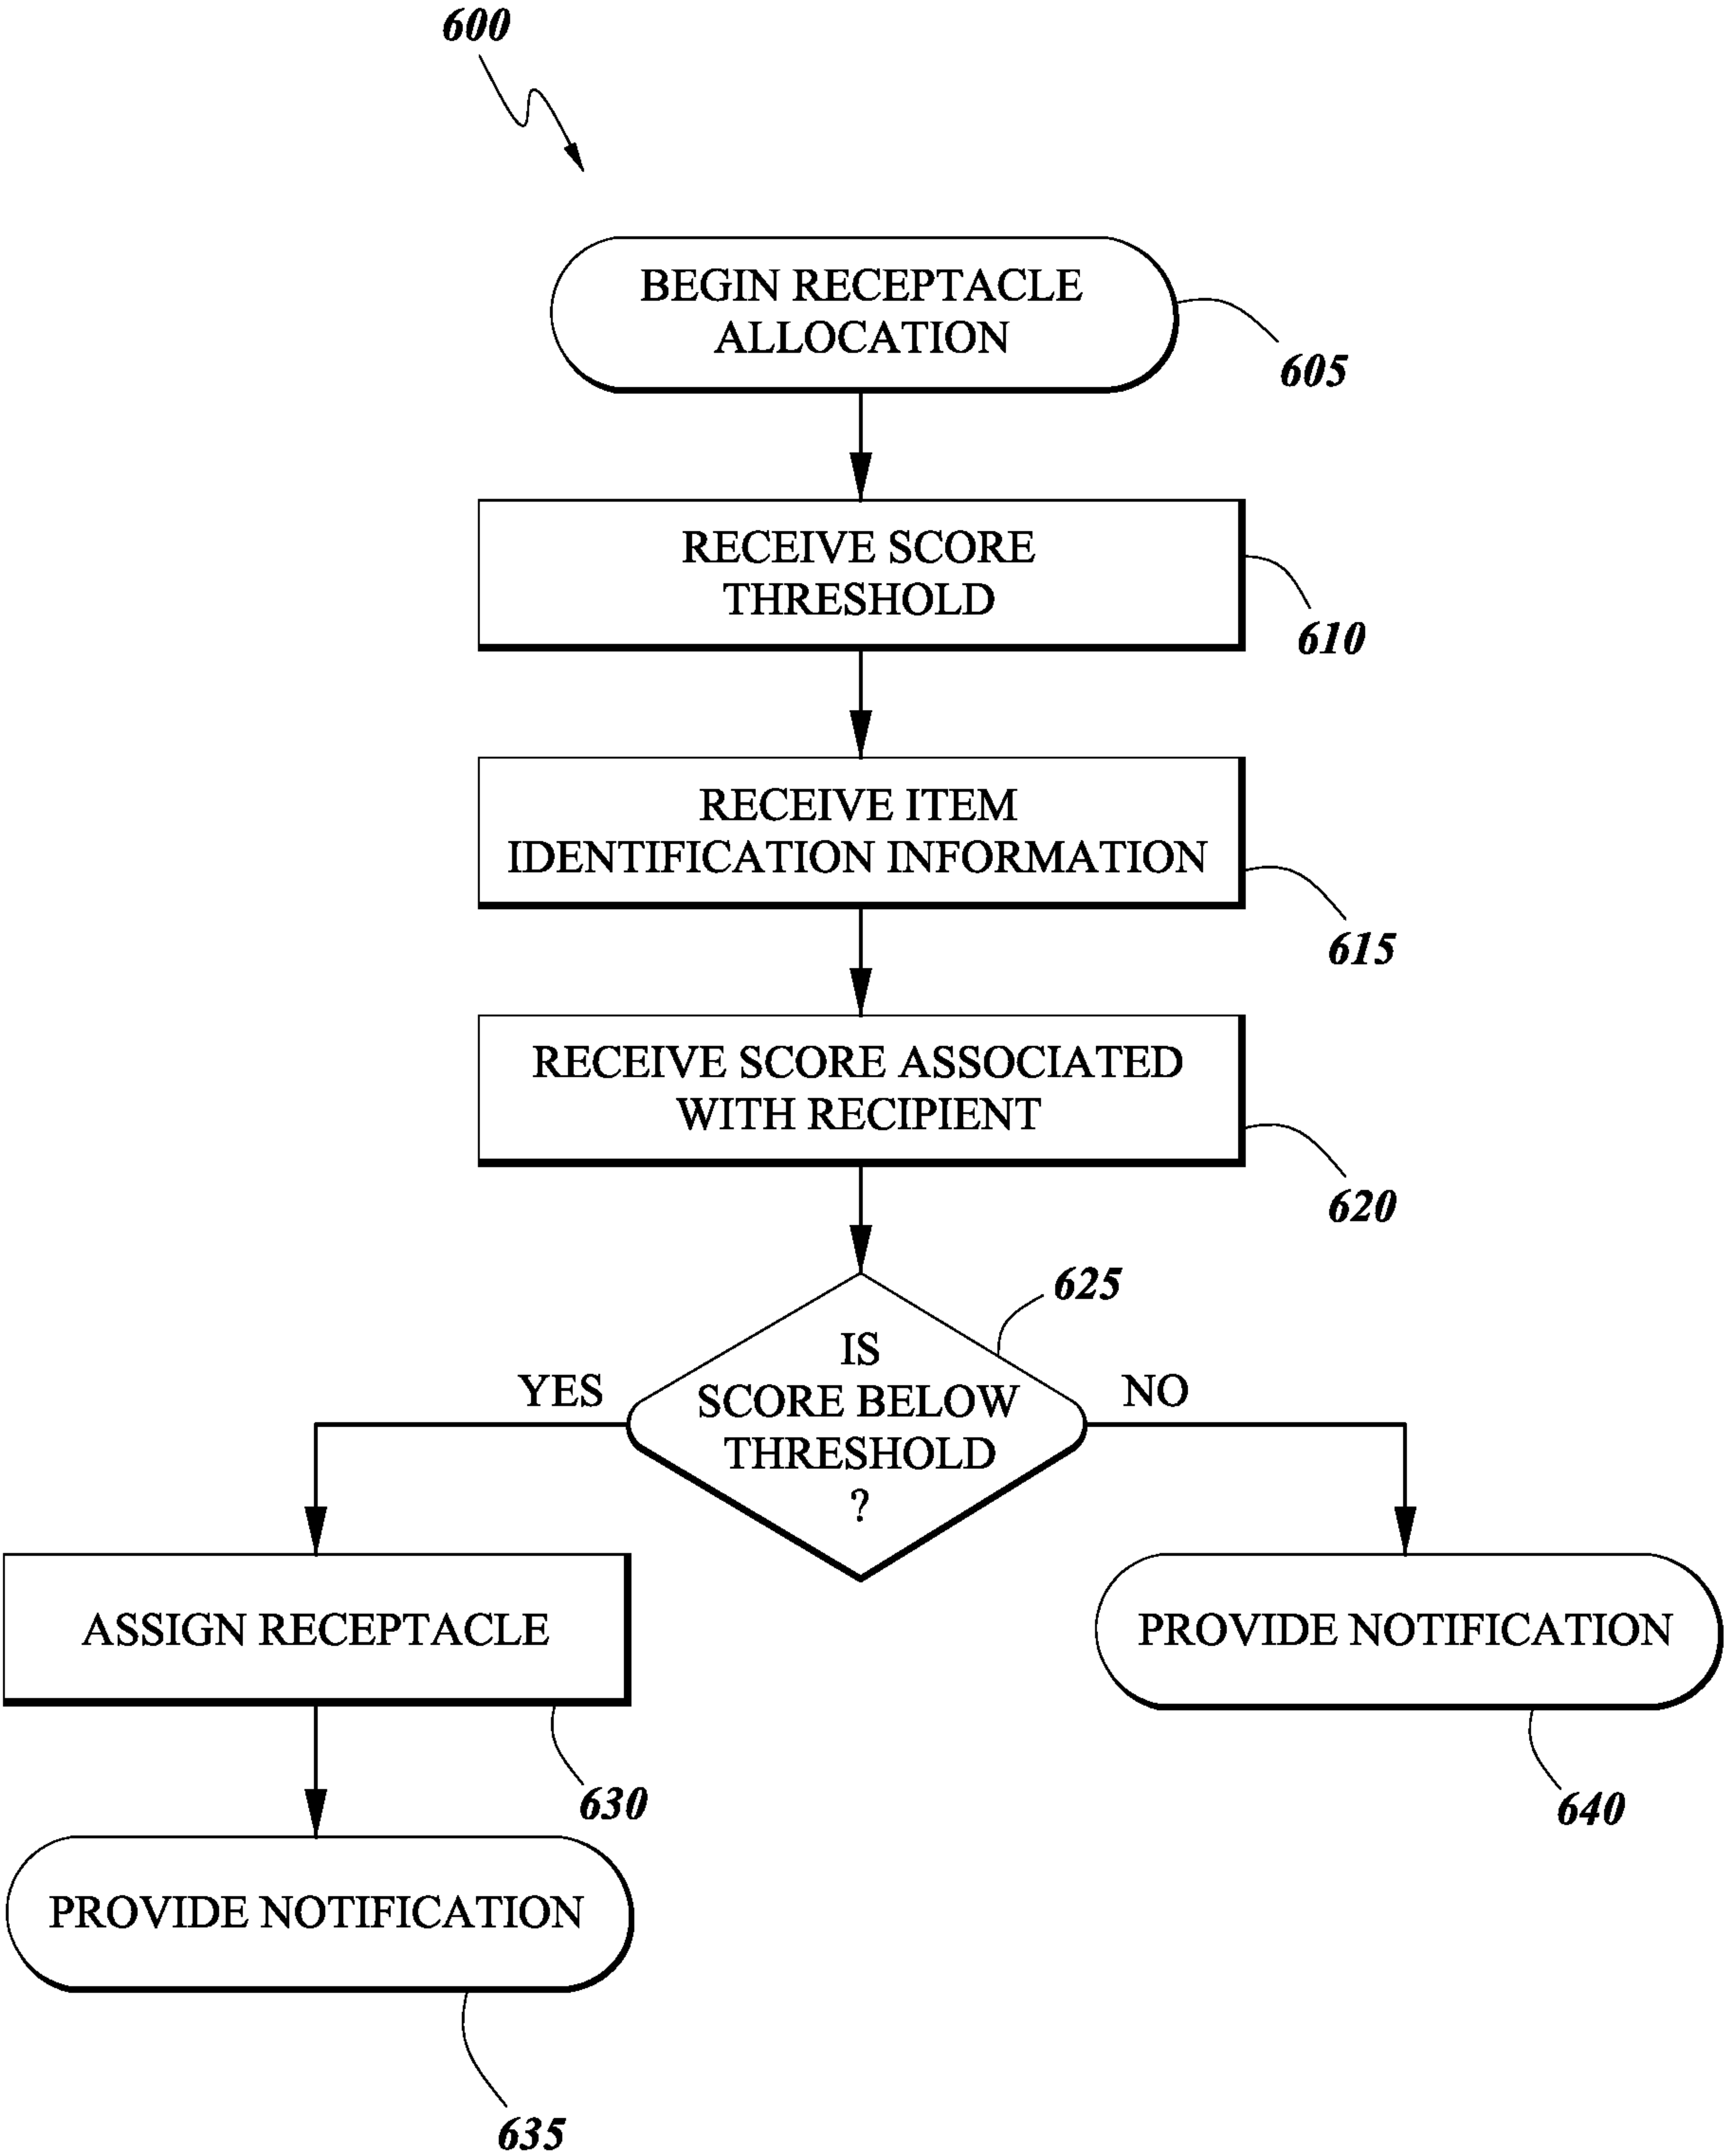 600
BEGIN RECEPTACLE
ALLOCATION
605
RECEIVE SCORE
THRESHOLD
610
RECEIVE ITEM
IDENTIFICATION INFORMATION
615
RECEIVE SCORE ASSOCIATED
WITH RECIPIENT
620
625
IS
SCORE BELOW
THRESHOLD
?
YES
NO
ASSIGN RECEPTACLE
630
PROVIDE NOTIFICATION
640
PROVIDE NOTIFICATION
635